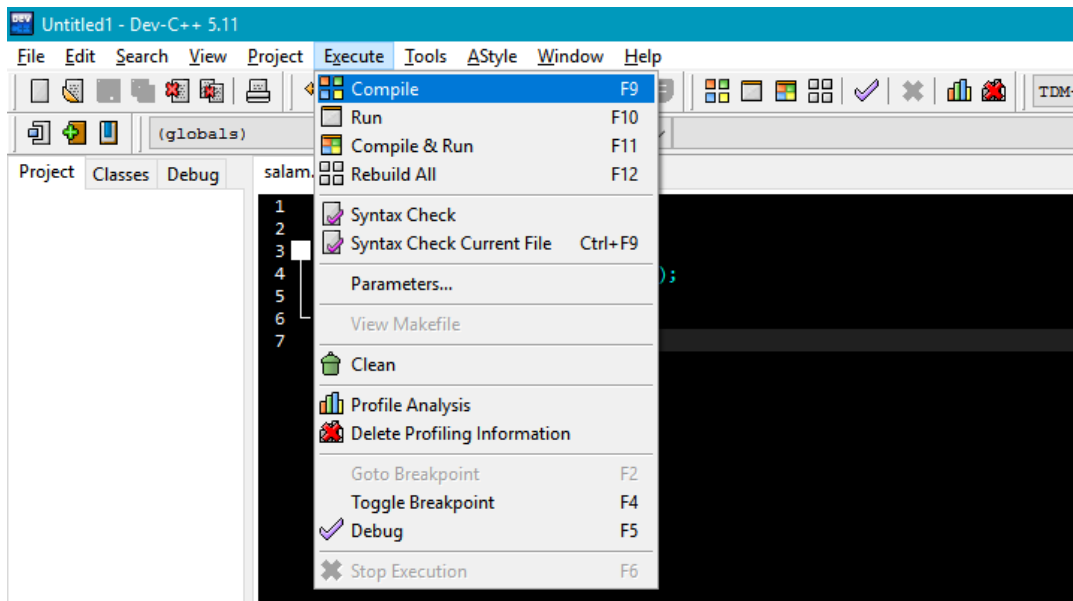 Untitled1 - Dev-C++ 5.11
File Edit Search View Project Execute Tools AStyle Window Help
TDM-
(globals)
Project Classes Debug
salam.
Compile F9
Run F10
Compile & Run F11
Rebuild All F12
Syntax Check
Syntax Check Current File Ctrl+F9
Parameters...
View Makefile
Clean
Profile Analysis
Delete Profiling Information
Goto Breakpoint F2
Toggle Breakpoint F4
Debug F5
Stop Execution F6
1
2
3
4 );
5
6
7